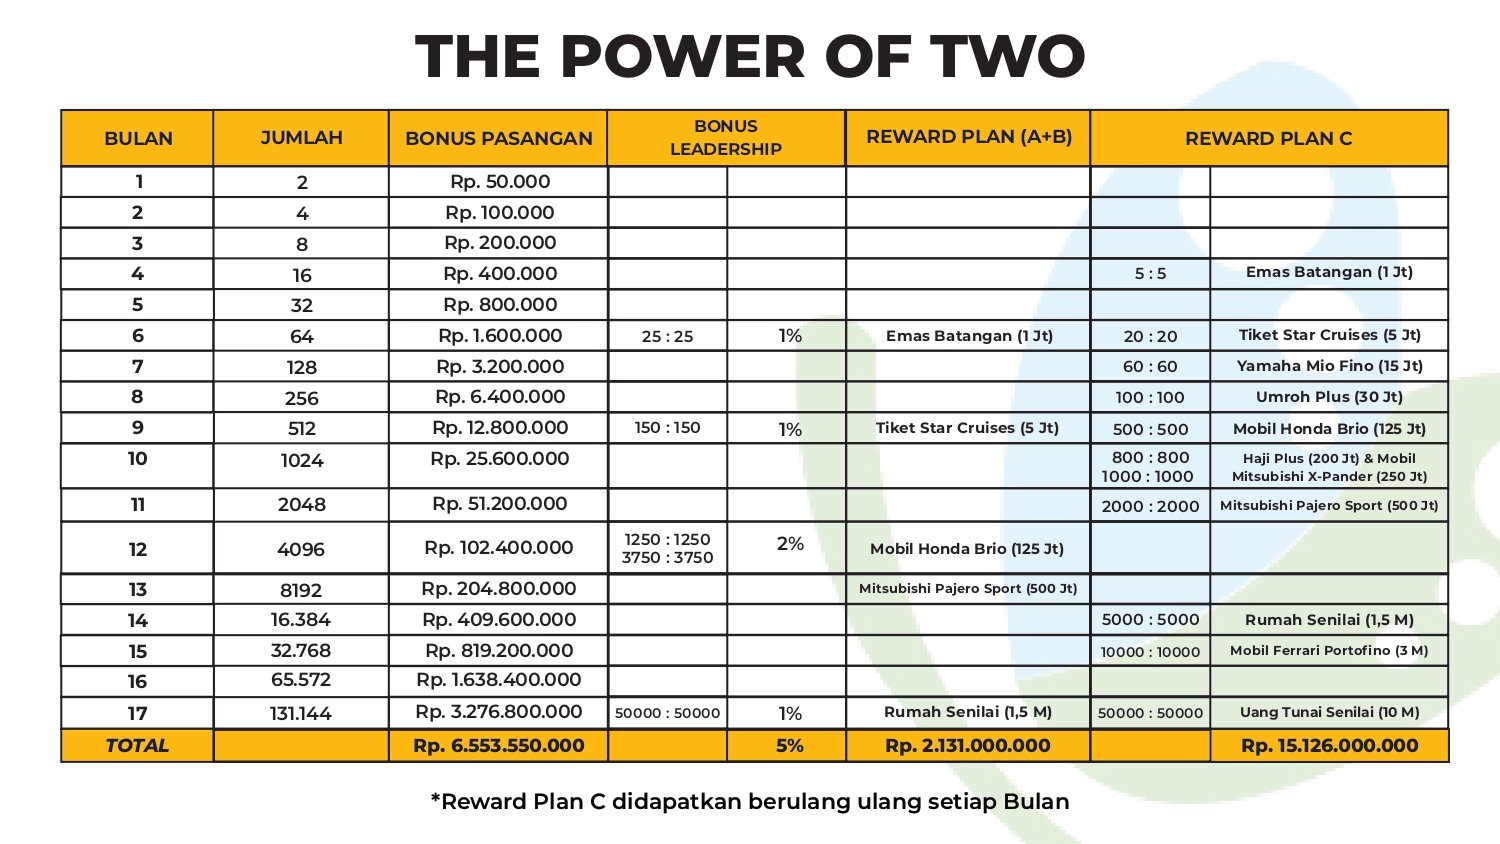 THE POWER OF TWO
BULAN JUMLAH BONUS PASANGAN BONUS LEADERSHIP REWARD PLAN (A+B) REWARD PLAN C
1 2 Rp. 50.000
2 4 Rp. 100.000
3 8 Rp. 200.000
4 16 Rp. 400.000 5 : 5 Emas Batangan (1 Jt)
5 32 Rp. 800.000
6 64 Rp. 1.600.000 25 : 25 1% Emas Batangan (1 Jt) 20 : 20 Tiket Star Cruises (5 Jt)
7 128 Rp. 3.200.000 60 : 60 Yamaha Mio Fino (15 Jt)
8 256 Rp. 6.400.000 100 : 100 Umroh Plus (30 Jt)
9 512 Rp. 12.800.000 150 : 150 1% Tiket Star Cruises (5 Jt) 500 : 500 Mobil Honda Brio (125 Jt)
10 1024 Rp. 25.600.000 800 : 800 Haji Plus (200 Jt) & Mobil
1000 : 1000 Mitsubishi X-Pander (250 Jt)
11 2048 Rp. 51.200.000 2000 : 2000 Mitsubishi Pajero Sport (500 Jt)
12 4096 Rp. 102.400.000 1250 : 1250 2% Mobil Honda Brio (125 Jt)
3750 : 3750
13 8192 Rp. 204.800.000 Mitsubishi Pajero Sport (500 Jt)
14 16.384 Rp. 409.600.000 5000 : 5000 Rumah Senilai (1,5 M)
15 32.768 Rp. 819.200.000 10000 : 10000 Mobil Ferrari Portofino (3 M)
16 65.572 Rp. 1.638.400.000
17 131.144 Rp. 3.276.800.000 50000 : 50000 1% Rumah Senilai (1,5 M) 50000 : 50000 Uang Tunai Senilai (10 M)
TOTAL Rp. 6.553.550.000 5% Rp. 2.131.000.000 Rp. 15.126.000.000
*Reward Plan C didapatkan berulang ulang setiap Bulan